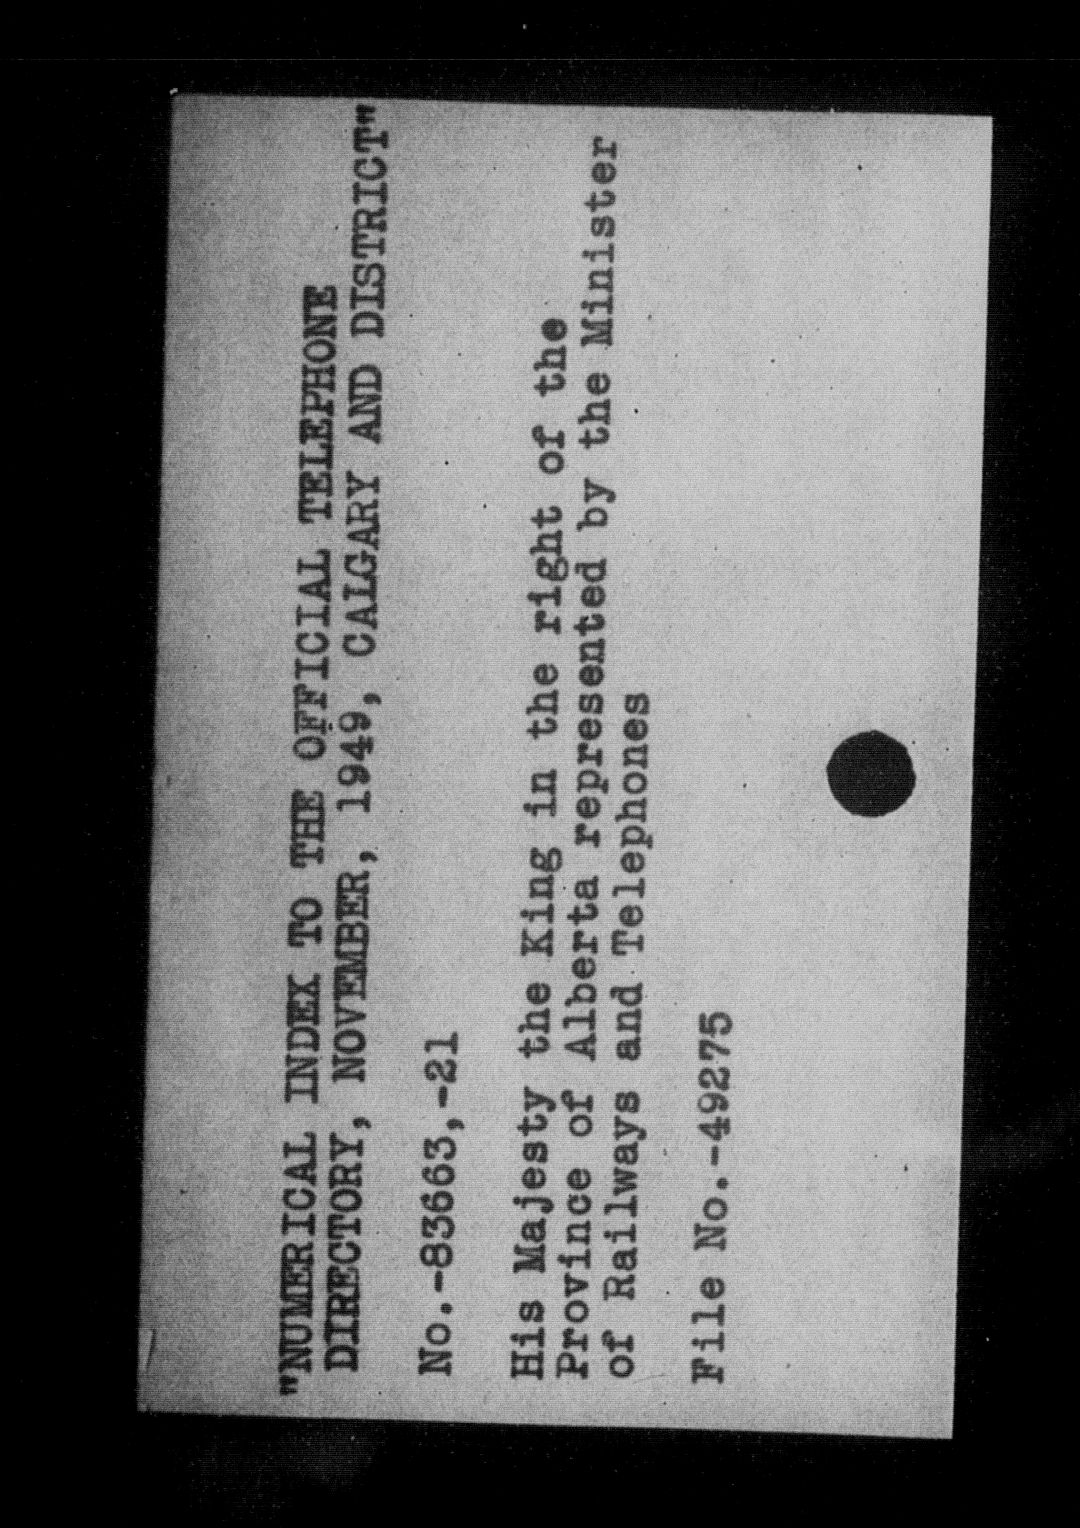 "NUMERICAL INDEX TO THE OFFICIAL TELEPHONE
DIRECTORY, NOVEMBER, 1949, CALGARY AND DISTRICT"
No.-83663,-21
His Majesty the King in the right of the
Province of Alberta represented by the Minister
of Railways and Telephones
File No.-49275